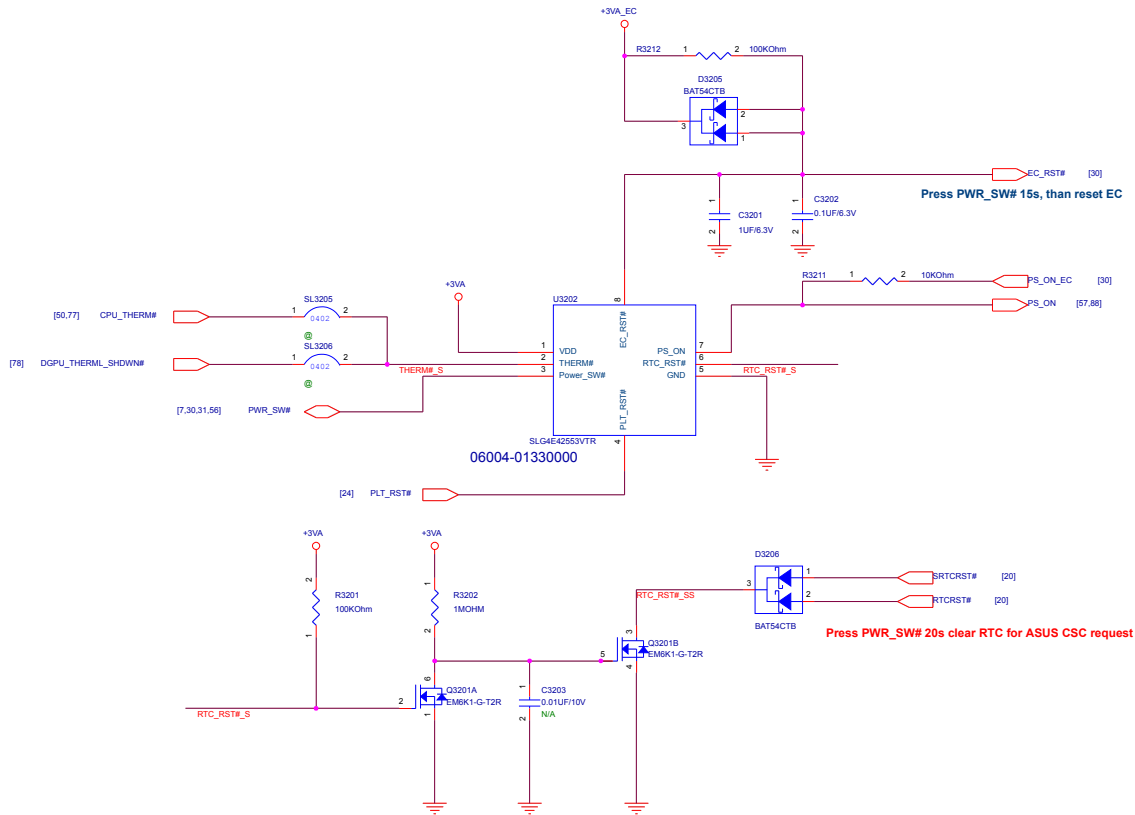 +3VA_EC
R3212 1 2 100KOhm
D3205
BAT54CTB
3 2
1
EC_RST# [30]
Press PWR_SW# 15s, than reset EC
1 C3201 2
1UF/6.3V
1 C3202 2
0.1UF/6.3V
R3211 1 2 10KOhm PS_ON_EC [30]
PS_ON [57,88]
+3VA
U3202
8 EC_RST#
SL3205
[50,77] CPU_THERM# 1 2
0402
@
SL3206
[78] DGPU_THERML_SHDWN# 1 2
0402
@
THERM#_S
1 VDD PS_ON 7
2 THERM# RTC_RST# 6
3 Power_SW# GND 5
RTC_RST#_S
[7,30,31,56] PWR_SW#
PLT_RST# 4
SLG4E42553VTR
06004-01330000
[24] PLT_RST#
+3VA +3VA
2 R3201 1
100KOhm
1 R3202 2
1MOHM
D3206
3 1 SRTCRST# [20]
2 RTCRST# [20]
BAT54CTB
RTC_RST#_SS
Press PWR_SW# 20s clear RTC for ASUS CSC request
3 Q3201B
5 EM6K1-G-T2R
4
6 Q3201A
2 EM6K1-G-T2R
1
1 C3203
0.01UF/10V
2 N/A
RTC_RST#_S